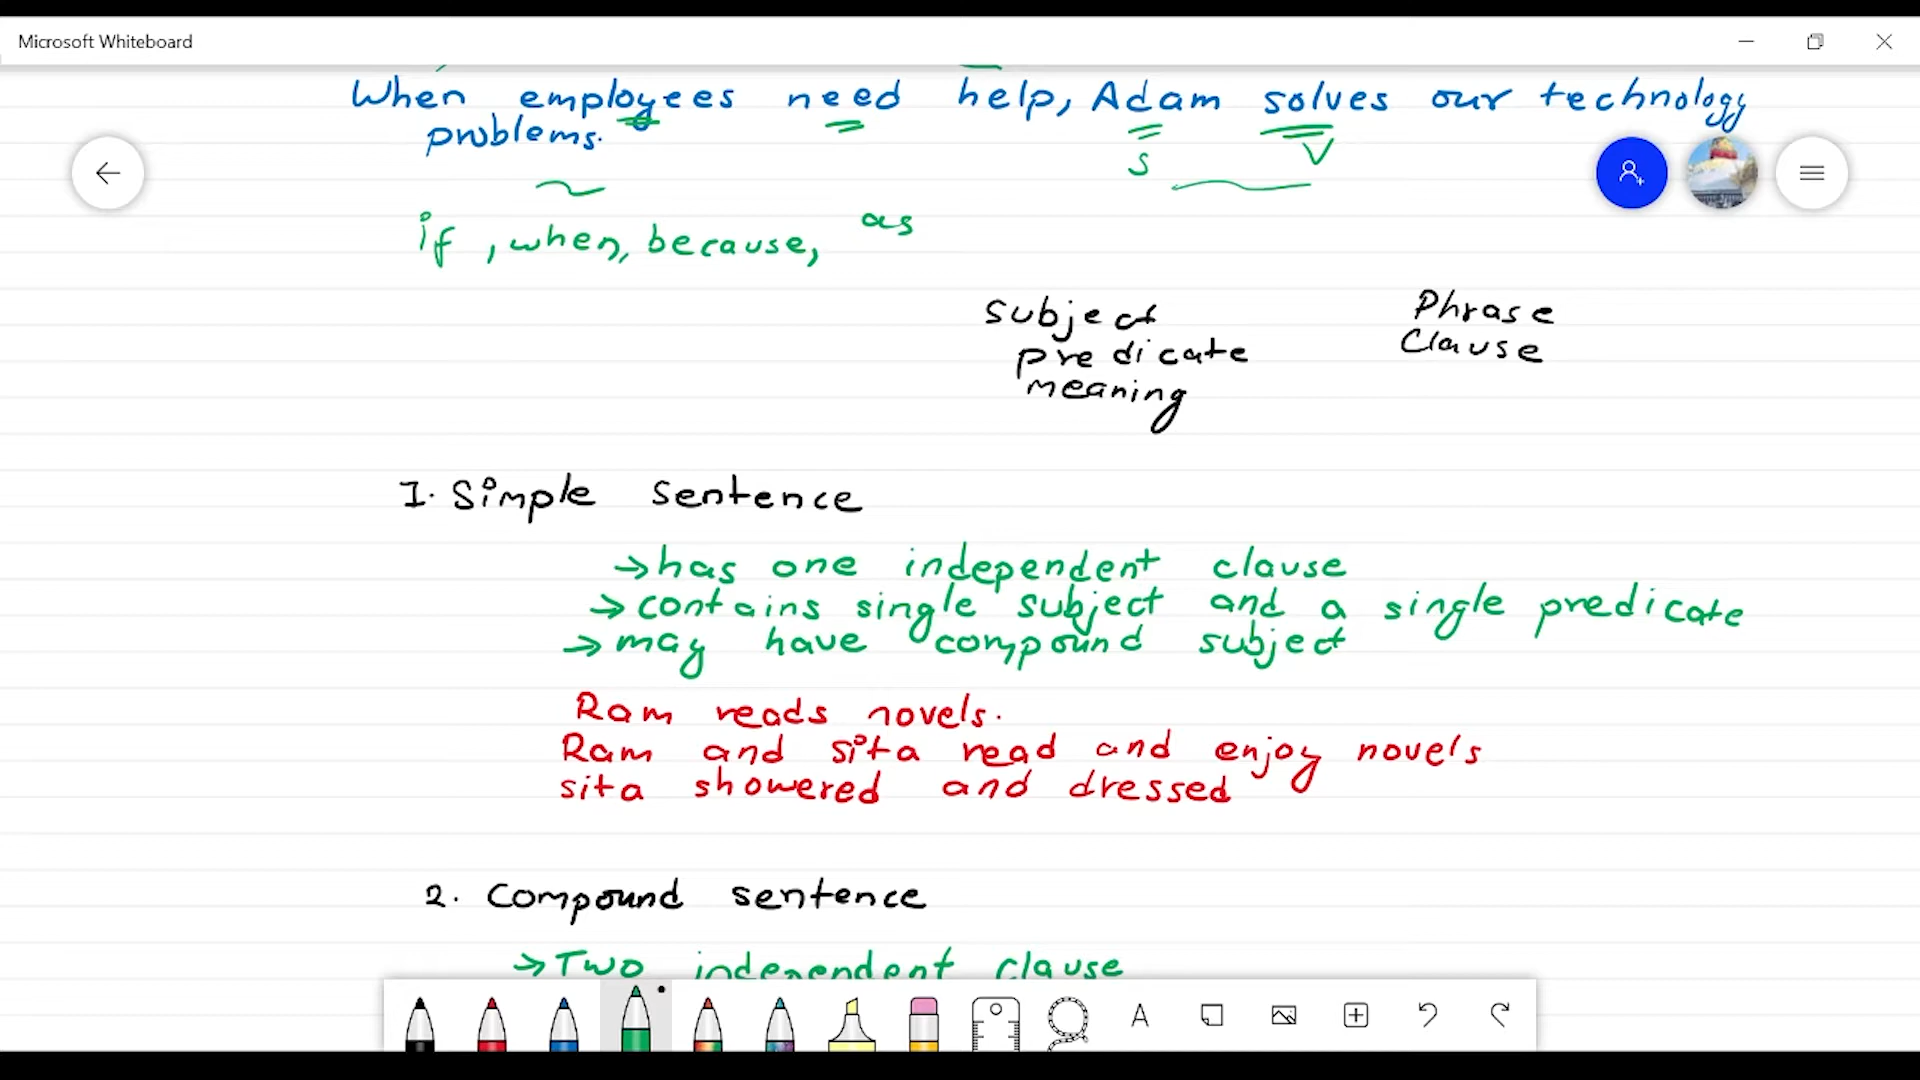 Microsoft Whiteboard
When employees need help, Adam solves our technology
problems.
S V
if, when, because, as
Subject
predicate
meaning
Phrase
Clause
1. Simple sentence
→ has one independent clause
→ contains single subject and a single predicate
→ may have compound subject
Ram reads novels.
Ram and sita read and enjoy novels
sita showered and dressed
2. Compound sentence
→ Two independent clause